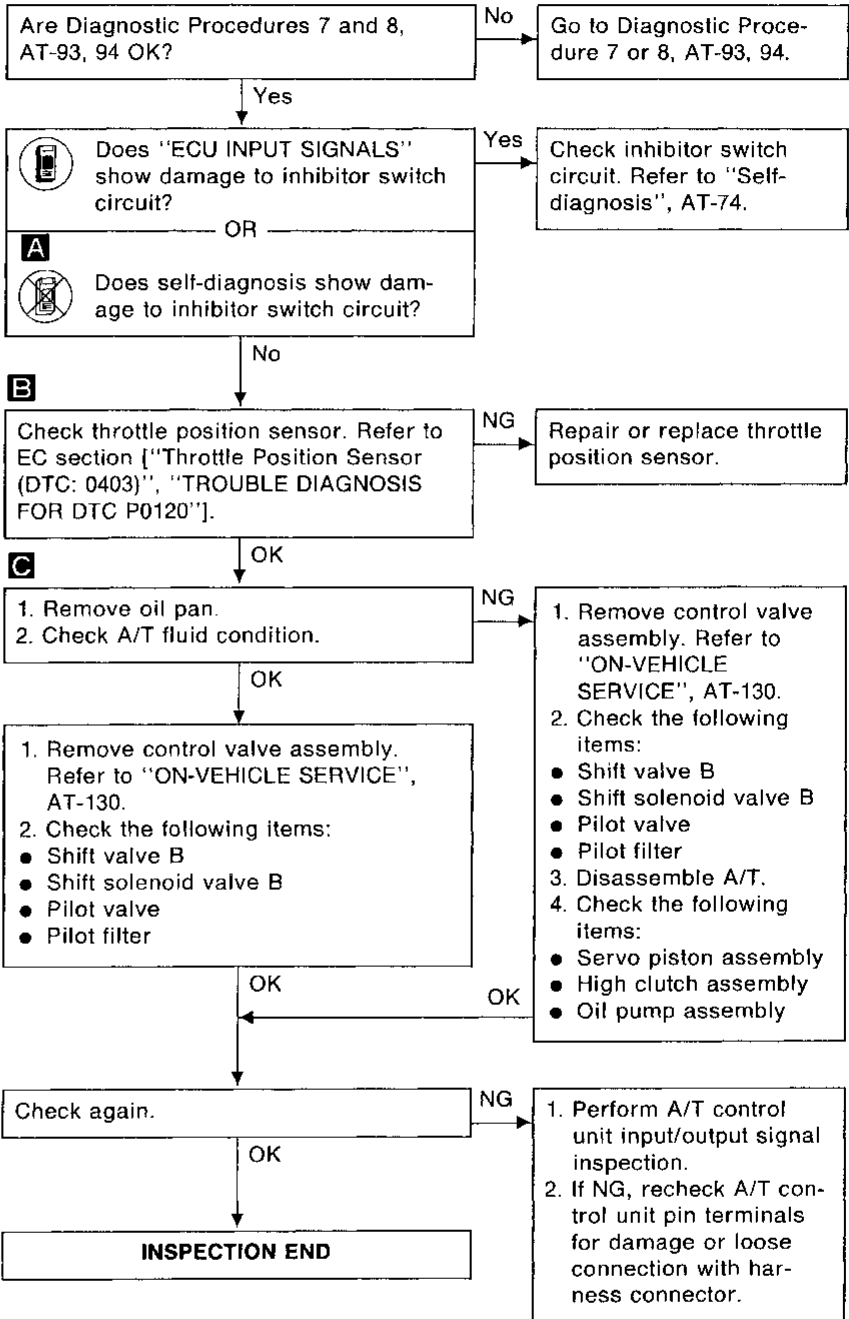 Are Diagnostic Procedures 7 and 8,
AT-93, 94 OK?
No
Go to Diagnostic Proce-
dure 7 or 8, AT-93, 94.
Yes
Does "ECU INPUT SIGNALS"
show damage to inhibitor switch
circuit?
Yes
Check inhibitor switch
circuit. Refer to "Self-
diagnosis", AT-74.
OR
A
Does self-diagnosis show dam-
age to inhibitor switch circuit?
No
B
Check throttle position sensor. Refer to
EC section ["Throttle Position Sensor
(DTC: 0403)", "TROUBLE DIAGNOSIS
FOR DTC P0120"].
NG
Repair or replace throttle
position sensor.
OK
C
1. Remove oil pan.
2. Check A/T fluid condition.
NG
1. Remove control valve
assembly. Refer to
"ON-VEHICLE
SERVICE", AT-130.
2. Check the following
items:
● Shift valve B
● Shift solenoid valve B
● Pilot valve
● Pilot filter
3. Disassemble A/T.
4. Check the following
items:
● Servo piston assembly
● High clutch assembly
● Oil pump assembly
OK
1. Remove control valve assembly.
Refer to "ON-VEHICLE SERVICE",
AT-130.
2. Check the following items:
● Shift valve B
● Shift solenoid valve B
● Pilot valve
● Pilot filter
OK
OK
Check again.
NG
1. Perform A/T control
unit input/output signal
inspection.
2. If NG, recheck A/T con-
trol unit pin terminals
for damage or loose
connection with har-
ness connector.
OK
INSPECTION END